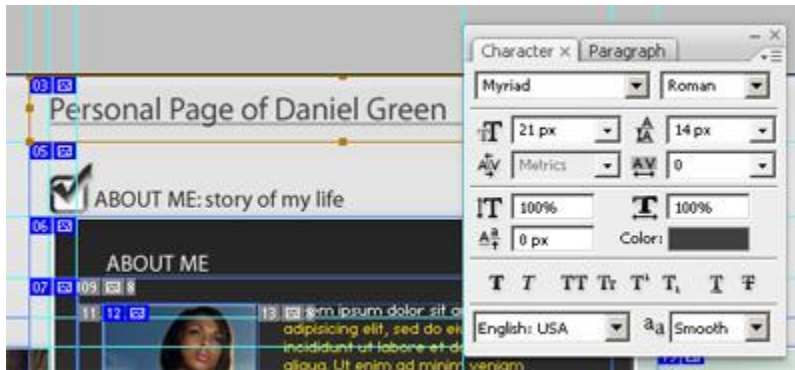 Character × Paragraph
Myriad Roman
03
Personal Page of Daniel Green
21 px 14 px
05
Metrics 0
ABOUT ME: story of my life
100% 100%
06
0 px Color:
ABOUT ME
07 09 8
T T TT Tr T¹ T, T T
11 12 13 8 em ipsum dolor sit
adipisicing elit, sed do
English: USA aa Smooth
incididunt ut labore et
aliqua. Ut enim ad minim veniam